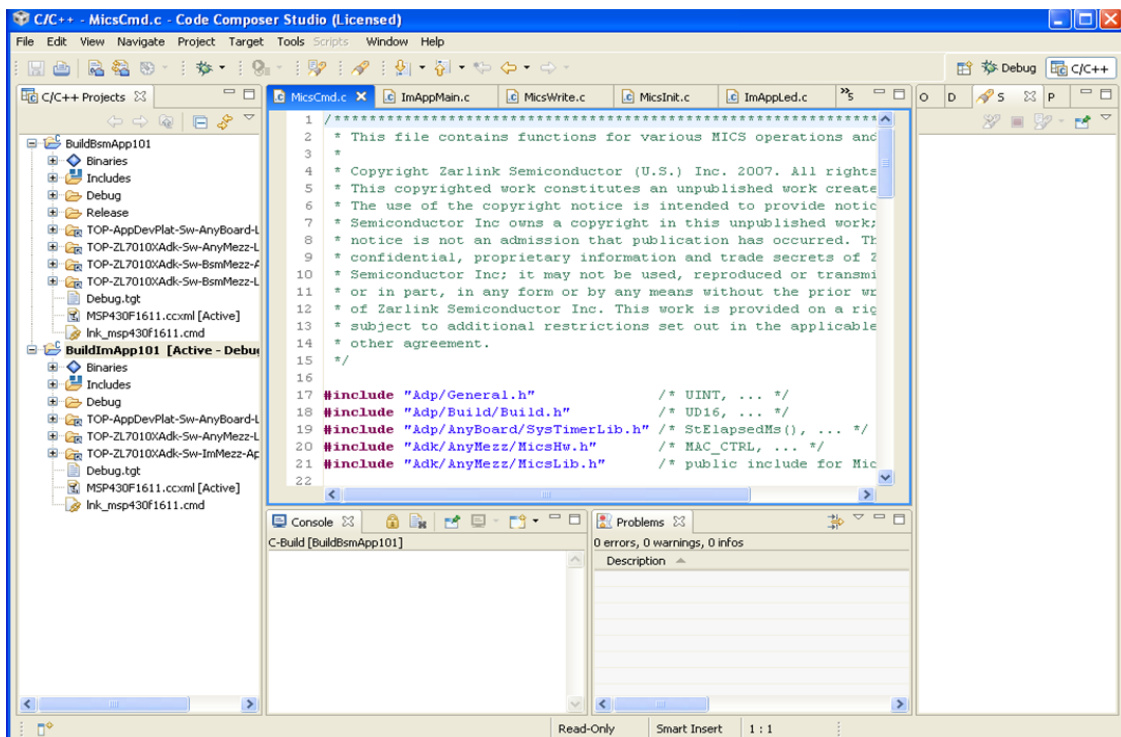 C/C++ - MicsCmd.c - Code Composer Studio (Licensed)
File Edit View Navigate Project Target Tools Scripts Window Help
Debug C/C++
C/C++ Projects
MicsCmd.c ImAppMain.c MicsWrite.c MicsInit.c ImAppLed.c »5
O D S P
BuildBsmApp101
Binaries
Includes
Debug
Release
TOP-AppDevPlat-Sw-AnyBoard-L
TOP-ZL7010XAdk-Sw-AnyMezz-L
TOP-ZL7010XAdk-Sw-BsmMezz-A
TOP-ZL7010XAdk-Sw-BsmMezz-L
Debug.tgt
MSP430F1611.ccxml [Active]
lnk_msp430f1611.cmd
BuildImApp101 [Active - Debug
Binaries
Includes
Debug
TOP-AppDevPlat-Sw-AnyBoard-L
TOP-ZL7010XAdk-Sw-AnyMezz-L
TOP-ZL7010XAdk-Sw-ImMezz-Ap
Debug.tgt
MSP430F1611.ccxml [Active]
lnk_msp430f1611.cmd
1 /**************************************************************************
2 * This file contains functions for various MICS operations and
3 *
4 * Copyright Zarlink Semiconductor (U.S.) Inc. 2007. All rights
5 * This copyrighted work constitutes an unpublished work create
6 * The use of the copyright notice is intended to provide notic
7 * Semiconductor Inc owns a copyright in this unpublished work;
8 * notice is not an admission that publication has occurred. Th
9 * confidential, proprietary information and trade secrets of Z
10 * Semiconductor Inc; it may not be used, reproduced or transmi
11 * or in part, in any form or by any means without the prior wr
12 * of Zarlink Semiconductor Inc. This work is provided on a rig
13 * subject to additional restrictions set out in the applicable
14 * other agreement.
15 */
16
17 #include "Adp/General.h" /* UINT, ... */
18 #include "Adp/Build/Build.h" /* UD16, ... */
19 #include "Adp/AnyBoard/SysTimerLib.h" /* StElapsedMs(), ... */
20 #include "Adk/AnyMezz/MicsHw.h" /* MAC_CTRL, ... */
21 #include "Adk/AnyMezz/MicsLib.h" /* public include for Mic
22
Console
C-Build [BuildBsmApp101]
Problems
0 errors, 0 warnings, 0 infos
Description
Read-Only Smart Insert 1 : 1